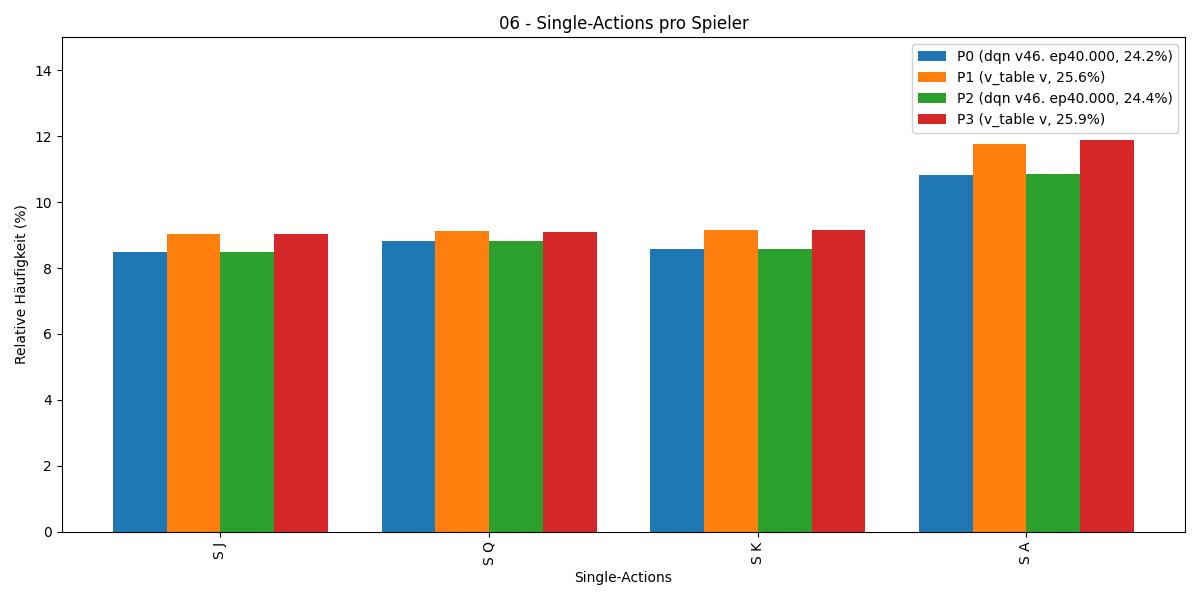 06 - Single-Actions pro Spieler
Relative Häufigkeit (%)
14
12
10
8
6
4
2
0
P0 (dqn v46. ep40.000, 24.2%)
P1 (v_table v, 25.6%)
P2 (dqn v46. ep40.000, 24.4%)
P3 (v_table v, 25.9%)
S J
S Q
S K
S A
Single-Actions